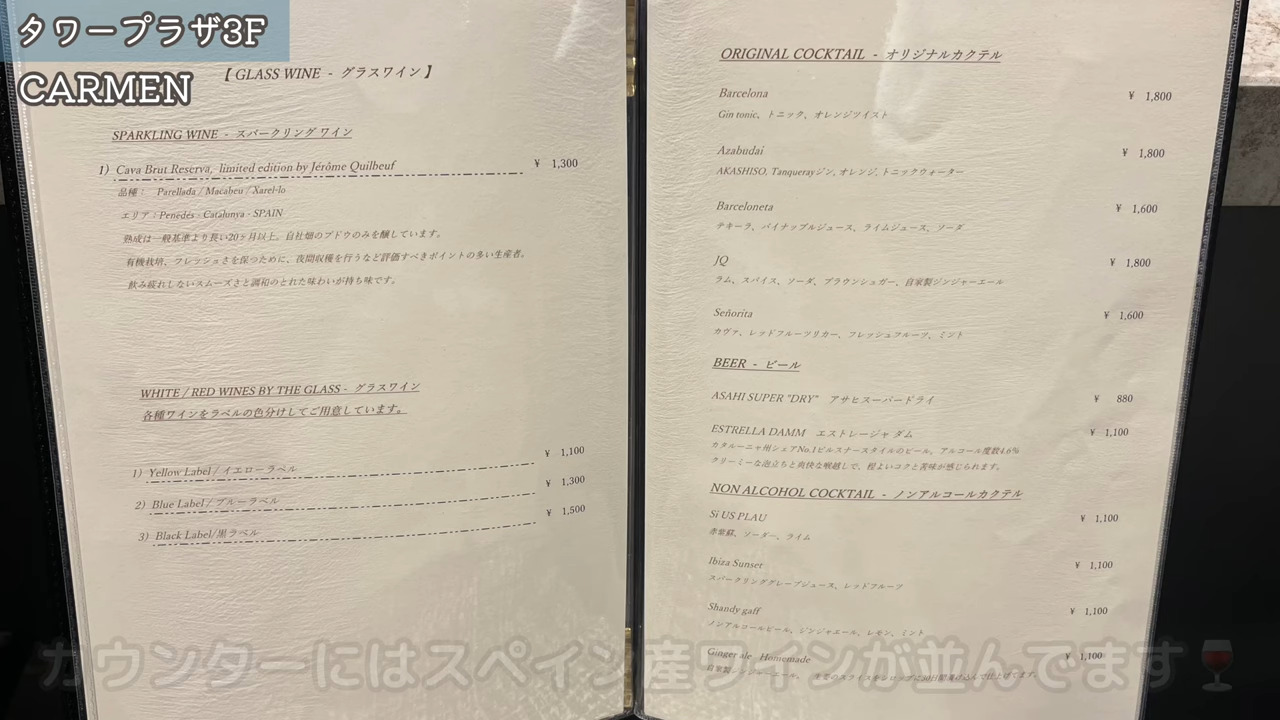 タワープラザ3F
CARMEN
【 GLASS WINE - グラスワイン 】
SPARKLING WINE - スパークリング ワイン
1）Cava Brut Reserva, limited edition by Jérôme Quilbeuf ¥ 1,300
品種： Parellada / Macabeu / Xarel·lo
エリア：Penedès - Catalunya - SPAIN
熟成は一般基準より長い20ヶ月以上。自社畑のブドウのみを醸しています。
有機栽培、フレッシュさを保つために、夜間収穫を行うなど評価すべきポイントの多い生産者。
飲み疲れしないスムーズさと調和のとれた味わいが持ち味です。
WHITE / RED WINES BY THE GLASS - グラスワイン
各種ワインをラベルの色分けしてご用意しています。
1）Yellow Label / イエローラベル ¥ 1,100
2）Blue Label / ブルーラベル ¥ 1,300
3）Black Label/黒ラベル ¥ 1,500
ORIGINAL COCKTAIL - オリジナルカクテル
Barcelona ¥ 1,800
Gin tonic、トニック、オレンジツイスト
Azabudai ¥ 1,800
AKASHISO, Tanquerayジン, オレンジ, トニックウォーター
Barceloneta ¥ 1,600
テキーラ、パイナップルジュース、ライムジュース、ソーダ
JQ ¥ 1,800
ラム、スパイス、ソーダ、ブラウンシュガー、自家製ジンジャーエール
Señorita ¥ 1,600
カヴァ、レッドフルーツリカー、フレッシュフルーツ、ミント
BEER - ビール
ASAHI SUPER "DRY" アサヒスーパードライ ¥ 880
ESTRELLA DAMM エストレージャ ダム ¥ 1,100
カタルーニャ州シェアNo.1ピルスナースタイルのビール。アルコール度数4.6%
クリーミーな泡立ちと爽快な喉越しで、程よいコクと苦味が感じられます。
NON ALCOHOL COCKTAIL - ノンアルコールカクテル
Si US PLAU ¥ 1,100
赤紫蘇、ソーダー、ライム
Ibiza Sunset ¥ 1,100
スパークリンググレープジュース、レッドフルーツ
Shandy gaff ¥ 1,100
ノンアルコールビール、ジンジャエール、レモン、ミント
Ginger ale Homemade ¥ 1,100
自家製ジンジャーエール。
カウンターにはスペイン産ワインが並んでます🍷